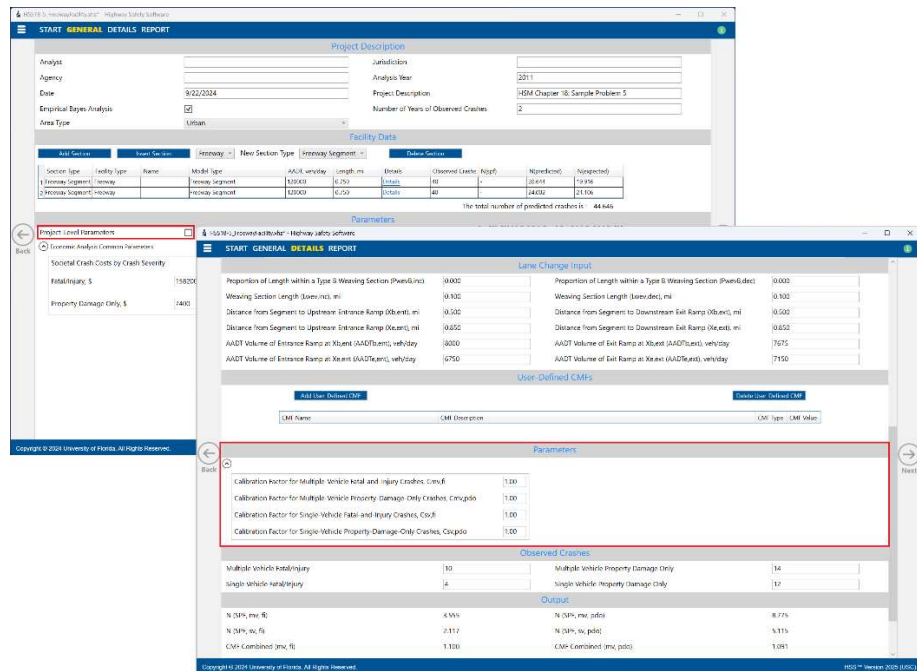 HSS18-5_FreewayFacility.xhz* - Highway Safety Software
START GENERAL DETAILS REPORT
Project Description
Analyst Jurisdiction
Agency Analysis Year 2011
Date 9/22/2024 Project Description HSM Chapter 18: Sample Problem 5
Empirical Bayes Analysis Number of Years of Observed Crashes 2
Area Type Urban
Facility Data
Add Section Insert Section Freeway New Section Type Freeway Segment Delete Section
Section Type Facility Type Name Model Type AADT, veh/day Length, mi Details Observed Crashe N(spf) N(predicted) N(expected)
1 Freeway Segment Freeway Freeway Segment 120000 0.750 Details 40 - 20.644 19.916
2 Freeway Segment Freeway Freeway Segment 120000 0.750 Details 40 - 24.002 21.106
The total number of predicted crashes is 44.646
Parameters
Project-Level Parameters
Back
Economic Analysis Common Parameters
Societal Crash Costs by Crash Severity
Fatal/Injury, $ 158200
Property Damage Only, $ 7400
Copyright © 2024 University of Florida. All Rights Reserved.
HSS18-5_FreewayFacility.xhz* - Highway Safety Software
START GENERAL DETAILS REPORT
Lane Change Input
Proportion of Length within a Type B Weaving Section (Pwevb,inc) 0.000 Proportion of Length within a Type B Weaving Section (Pwevb,dec) 0.000
Weaving Section Length (Lwev,inc), mi 0.100 Weaving Section Length (Lwev,dec), mi 0.100
Distance from Segment to Upstream Entrance Ramp (Xb,ent), mi 0.500 Distance from Segment to Downstream Exit Ramp (Xb,ext), mi 0.500
Distance from Segment to Upstream Entrance Ramp (Xe,ent), mi 0.850 Distance from Segment to Downstream Exit Ramp (Xe,ext), mi 0.850
AADT Volume of Entrance Ramp at Xb,ent (AADTb,ent), veh/day 8000 AADT Volume of Exit Ramp at Xb,ext (AADTb,ext), veh/day 7675
AADT Volume of Entrance Ramp at Xe,ent (AADTe,ent), veh/day 6750 AADT Volume of Exit Ramp at Xe,ext (AADTe,ext), veh/day 7150
User-Defined CMFs
Add User-Defined CMF Delete User-Defined CMF
CMF Name CMF Description CMF Type CMF Value
Parameters
Back Next
Calibration Factor for Multiple-Vehicle Fatal-and-Injury Crashes, Cmv,fi 1.00
Calibration Factor for Multiple-Vehicle Property-Damage-Only Crashes, Cmv,pdo 1.00
Calibration Factor for Single-Vehicle Fatal-and-Injury Crashes, Csv,fi 1.00
Calibration Factor for Single-Vehicle Property-Damage-Only Crashes, Csv,pdo 1.00
Observed Crashes
Multiple Vehicle Fatal/Injury 10 Multiple Vehicle Property Damage Only 14
Single Vehicle Fatal/Injury 4 Single Vehicle Property Damage Only 12
Output
N (SPF, mv, fi) 3.555 N (SPF, mv, pdo) 8.775
N (SPF, sv, fi) 2.117 N (SPF, sv, pdo) 5.115
CMF Combined (mv, fi) 1.100 CMF Combined (mv, pdo) 1.091
Copyright © 2024 University of Florida. All Rights Reserved. HSS™ Version 2025 (USC)